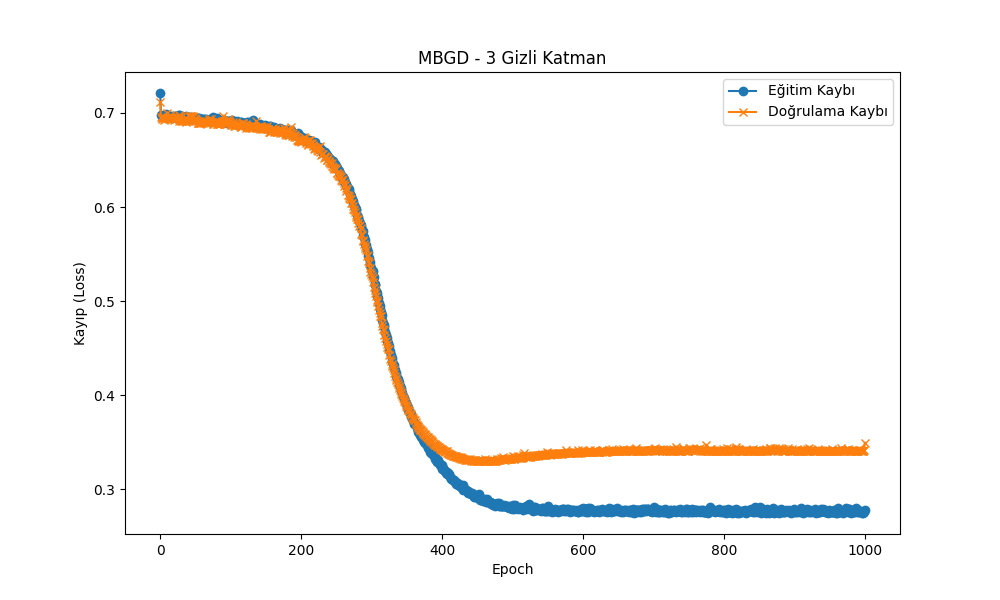 MBGD - 3 Gizli Katman
Eğitim Kaybı
Doğrulama Kaybı
Kayıp (Loss)
0.7
0.6
0.5
0.4
0.3
0 200 400 600 800 1000
Epoch